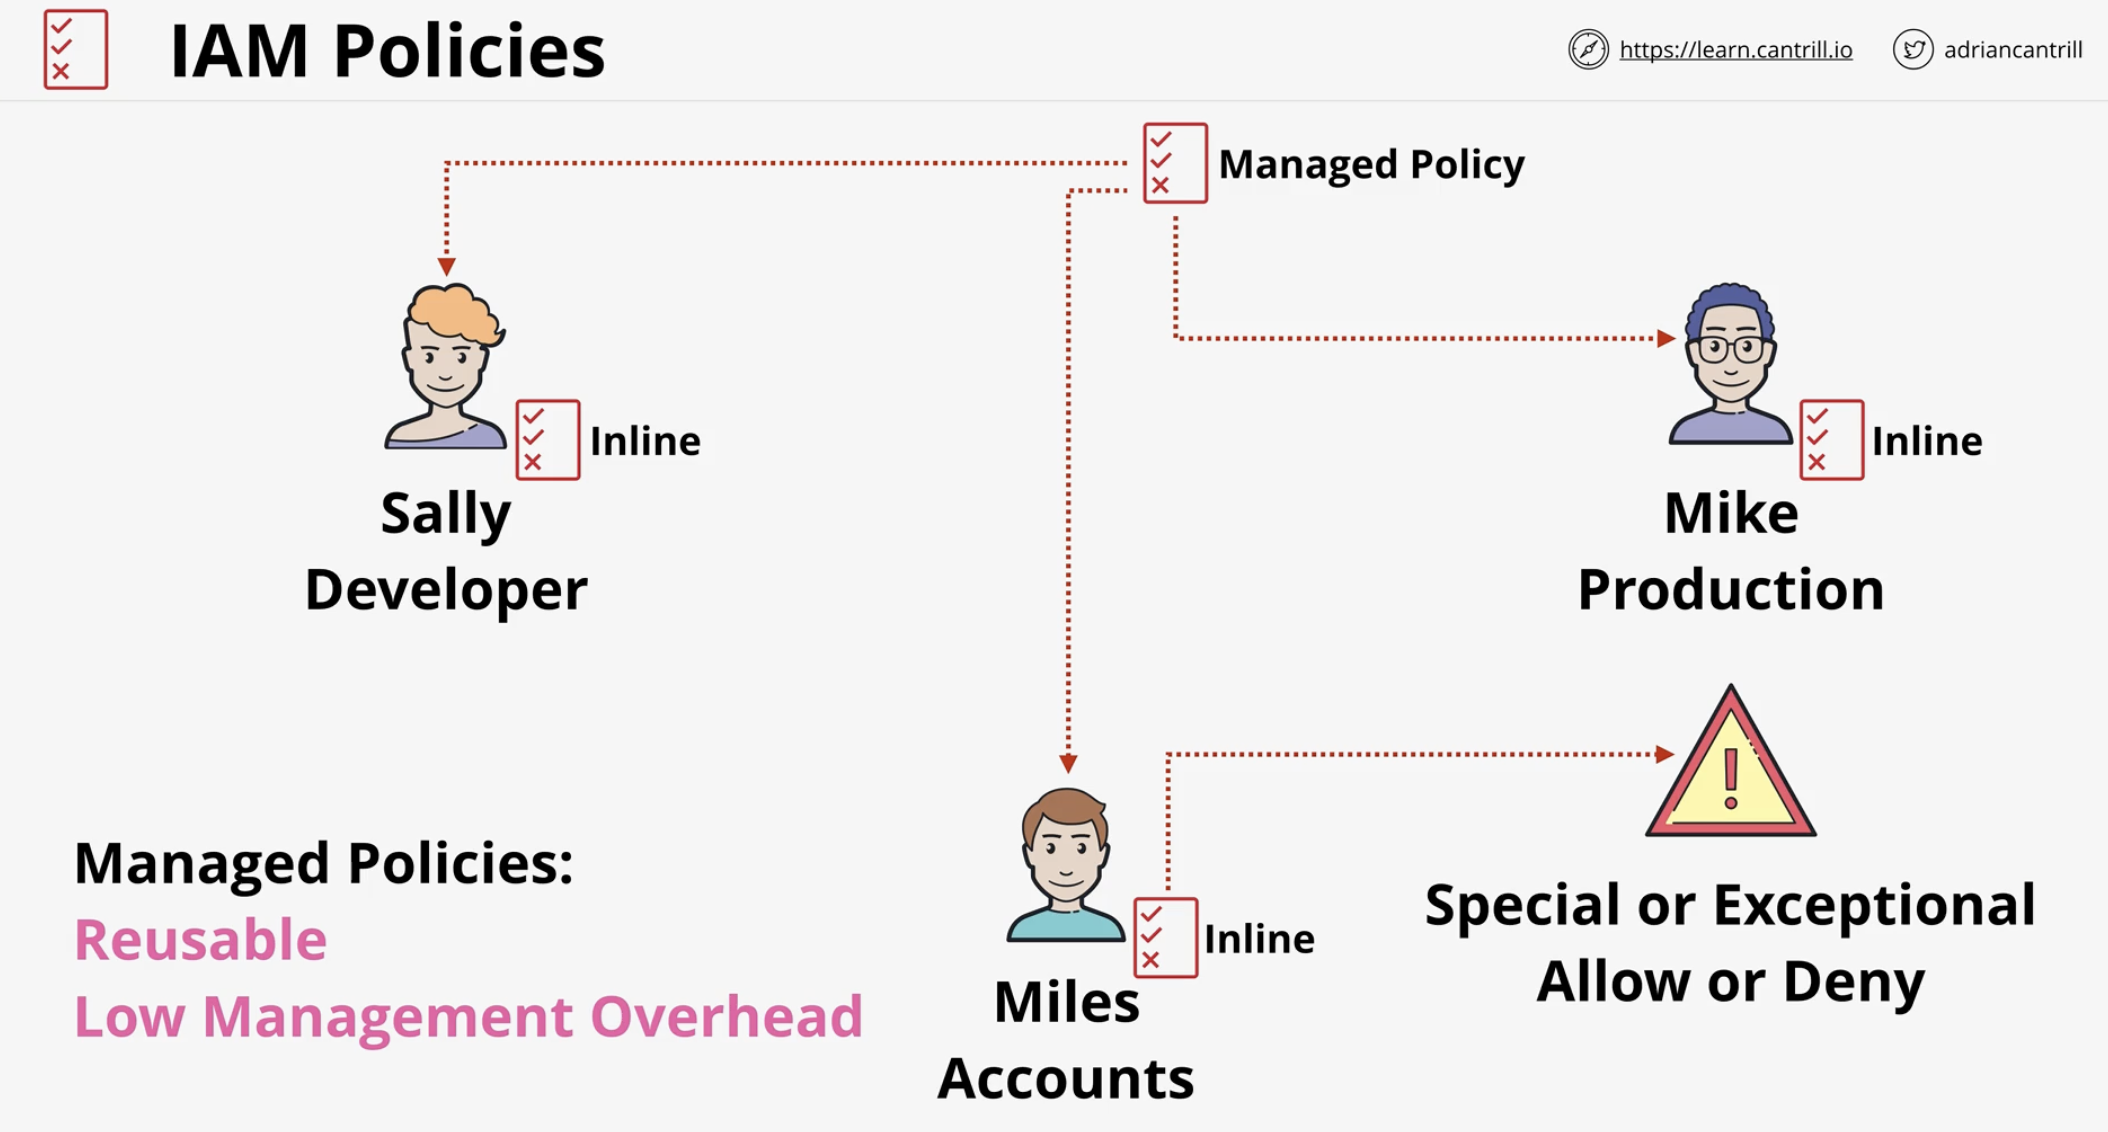 IAM Policies
https://learn.cantrill.io
adriancantrill
Managed Policy
Inline
Sally
Developer
Inline
Mike
Production
Managed Policies:
Reusable
Low Management Overhead
Inline
Miles
Accounts
Special or Exceptional
Allow or Deny